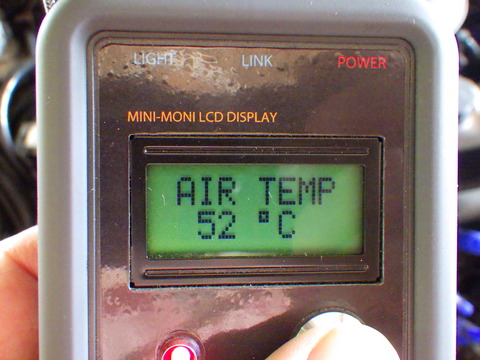 LIGHT LINK POWER
MINI-MONI LCD DISPLAY
AIR TEMP
52 °C